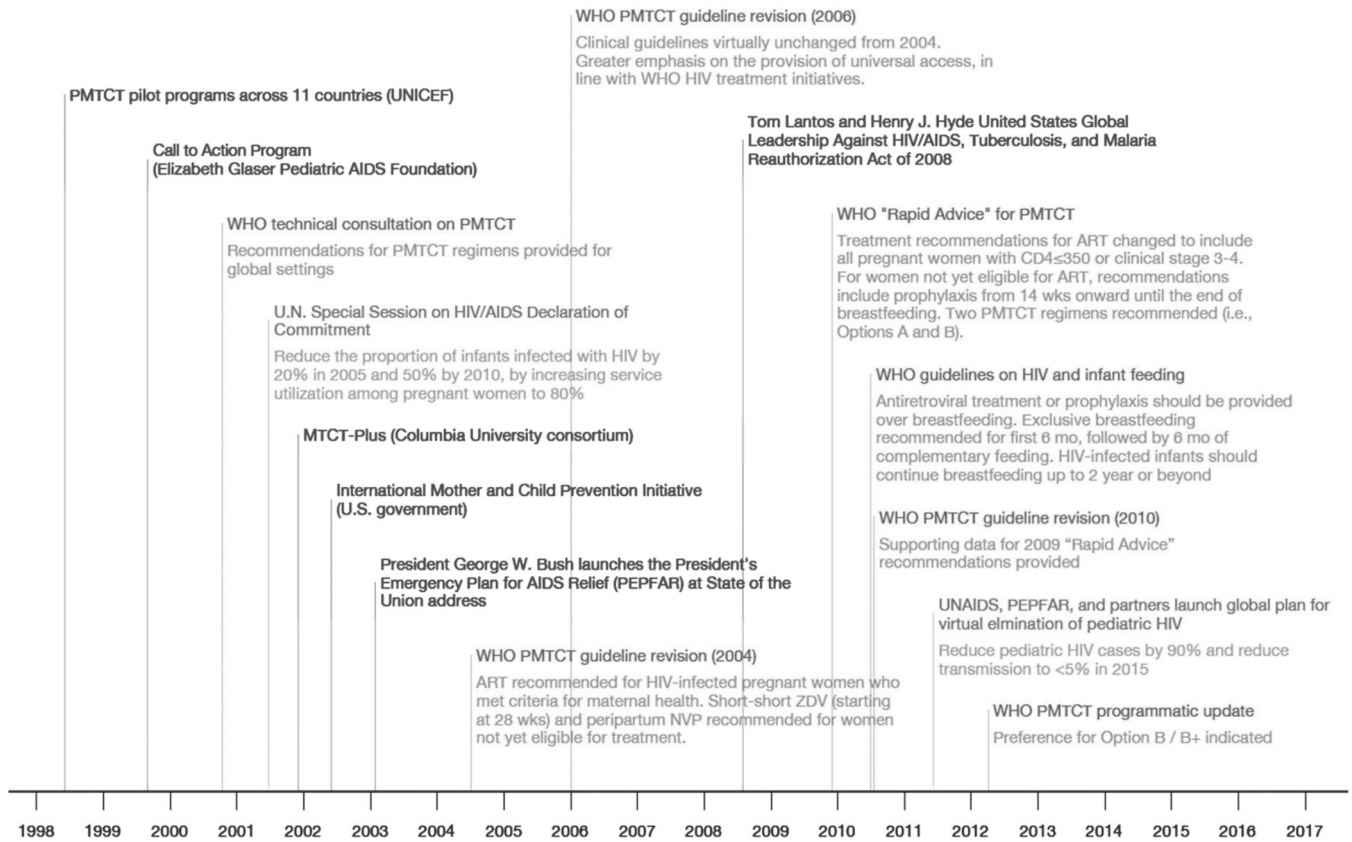 WHO PMTCT guideline revision (2006)
Clinical guidelines virtually unchanged from 2004.
Greater emphasis on the provision of universal access, in
line with WHO HIV treatment initiatives.
PMTCT pilot programs across 11 countries (UNICEF)
Tom Lantos and Henry J. Hyde United States Global
Leadership Against HIV/AIDS, Tuberculosis, and Malaria
Reauthorization Act of 2008
Call to Action Program
(Elizabeth Glaser Pediatric AIDS Foundation)
WHO technical consultation on PMTCT
Recommendations for PMTCT regimens provided for
global settings
WHO "Rapid Advice" for PMTCT
Treatment recommendations for ART changed to include
all pregnant women with CD4≤350 or clinical stage 3-4.
For women not yet eligible for ART, recommendations
include prophylaxis from 14 wks onward until the end of
breastfeeding. Two PMTCT regimens recommended (i.e.,
Options A and B).
U.N. Special Session on HIV/AIDS Declaration of
Commitment
Reduce the proportion of infants infected with HIV by
20% in 2005 and 50% by 2010, by increasing service
utilization among pregnant women to 80%
WHO guidelines on HIV and infant feeding
Antiretroviral treatment or prophylaxis should be provided
over breastfeeding. Exclusive breastfeeding
recommended for first 6 mo, followed by 6 mo of
complementary feeding. HIV-infected infants should
continue breastfeeding up to 2 year or beyond
MTCT-Plus (Columbia University consortium)
International Mother and Child Prevention Initiative
(U.S. government)
WHO PMTCT guideline revision (2010)
Supporting data for 2009 “Rapid Advice”
recommendations provided
President George W. Bush launches the President's
Emergency Plan for AIDS Relief (PEPFAR) at State of the
Union address
UNAIDS, PEPFAR, and partners launch global plan for
virtual elmination of pediatric HIV
Reduce pediatric HIV cases by 90% and reduce
transmission to <5% in 2015
WHO PMTCT guideline revision (2004)
ART recommended for HIV-infected pregnant women who
met criteria for maternal health. Short-short ZDV (starting
at 28 wks) and peripartum NVP recommended for women
not yet eligible for treatment.
WHO PMTCT programmatic update
Preference for Option B / B+ indicated
1998 1999 2000 2001 2002 2003 2004 2005 2006 2007 2008 2009 2010 2011 2012 2013 2014 2015 2016 2017